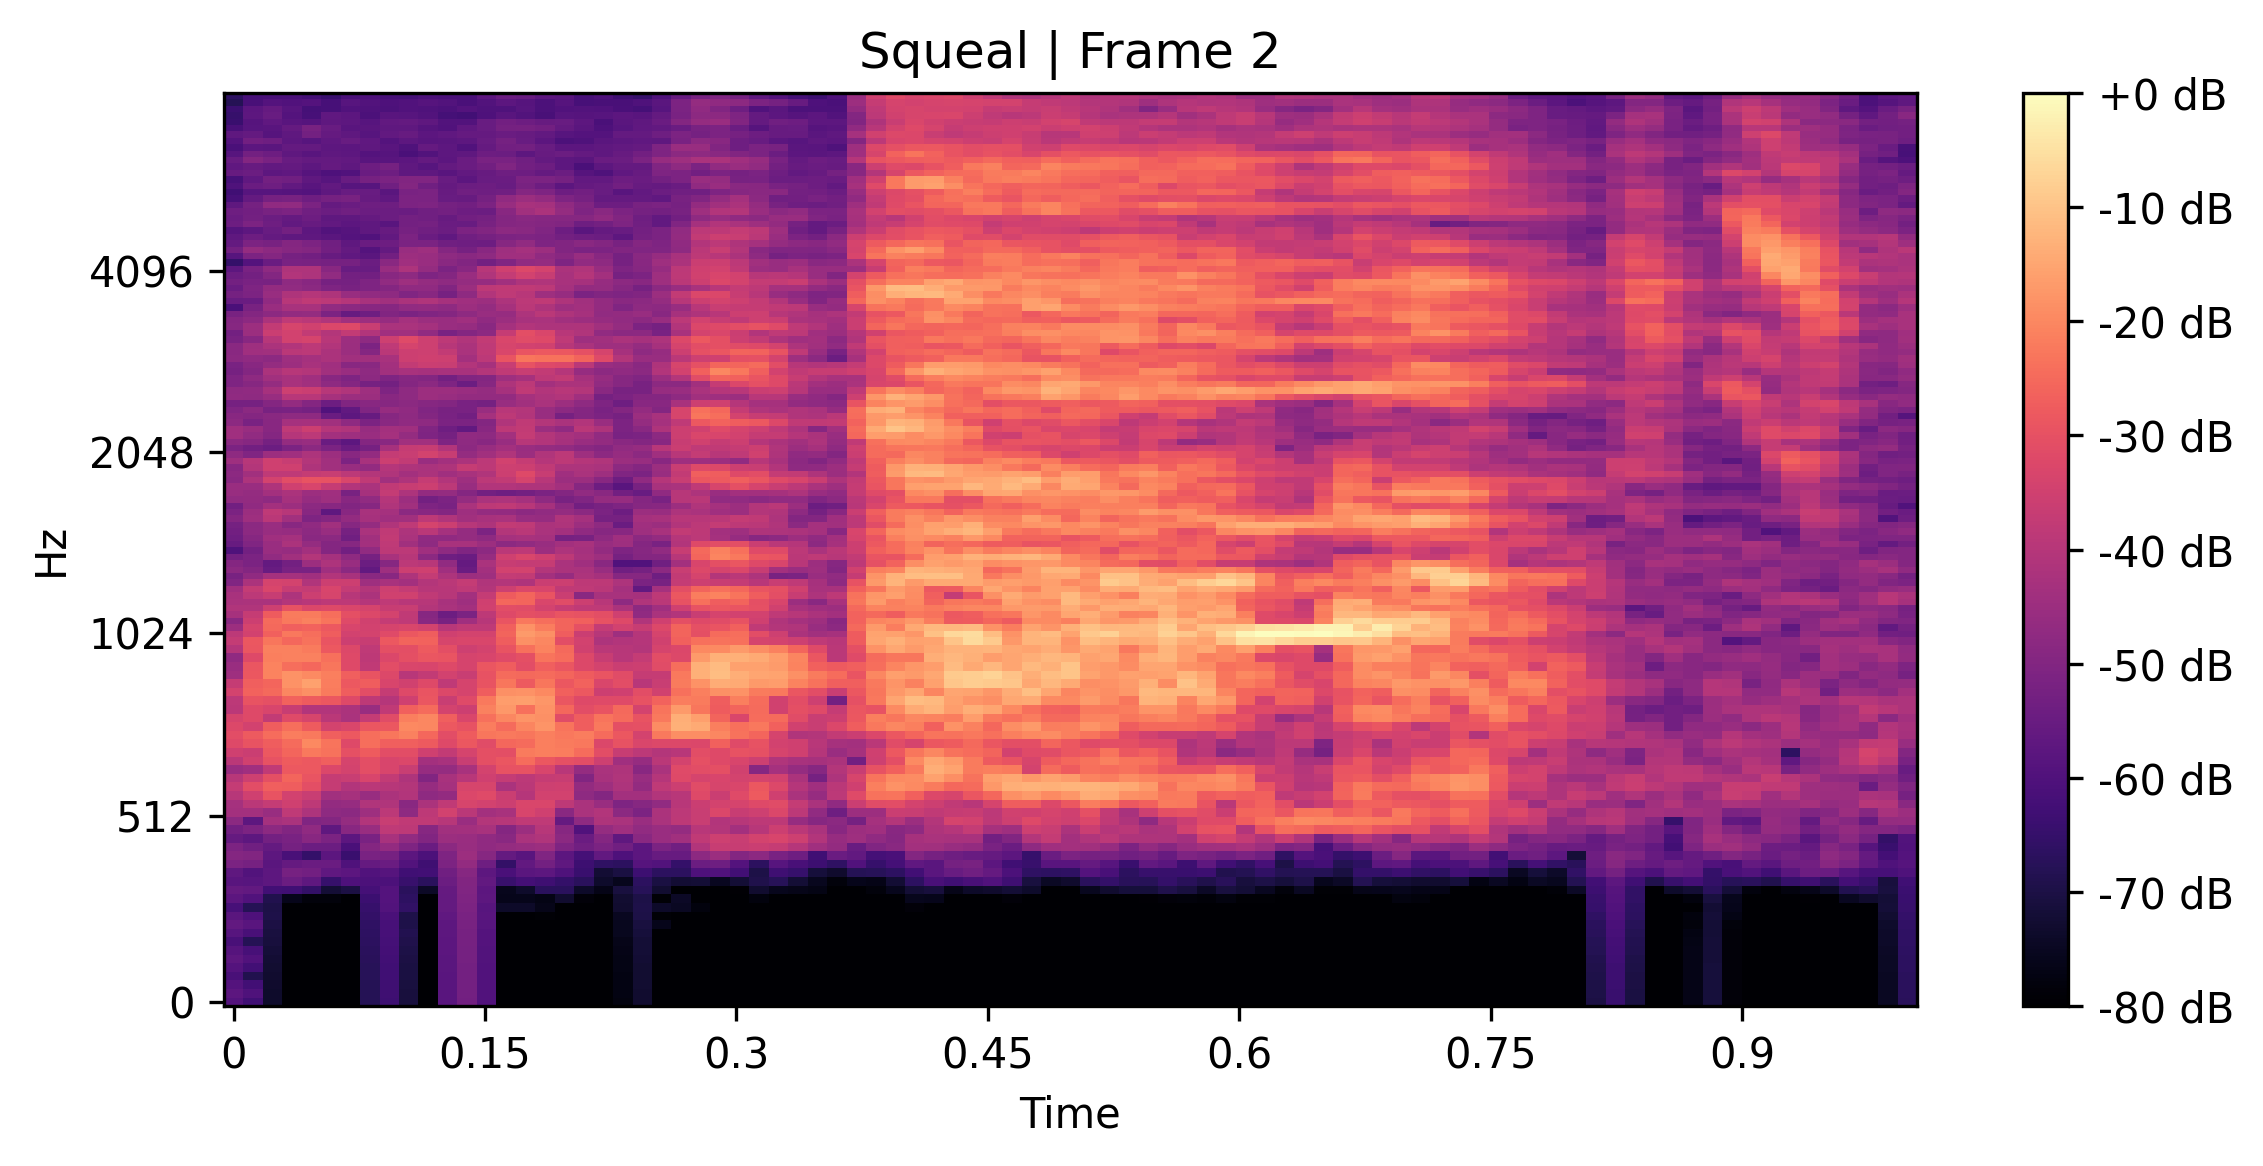 Squeal | Frame 2
Hz
4096
2048
1024
512
0
0 0.15 0.3 0.45 0.6 0.75 0.9
Time
+0 dB
-10 dB
-20 dB
-30 dB
-40 dB
-50 dB
-60 dB
-70 dB
-80 dB